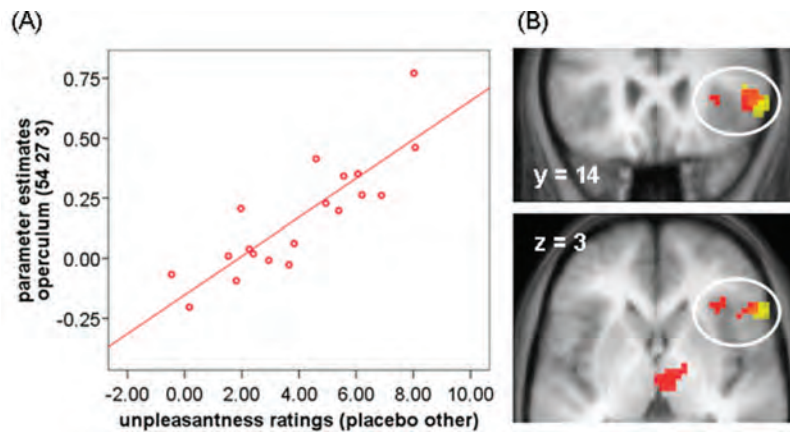 (A)
(B)
parameter estimates
operculum (54 27 3)
0.75
0.50
0.25
0.00
-0.25
-2.00 0.00 2.00 4.00 6.00 8.00 10.00
unpleasantness ratings (placebo other)
y = 14
z = 3